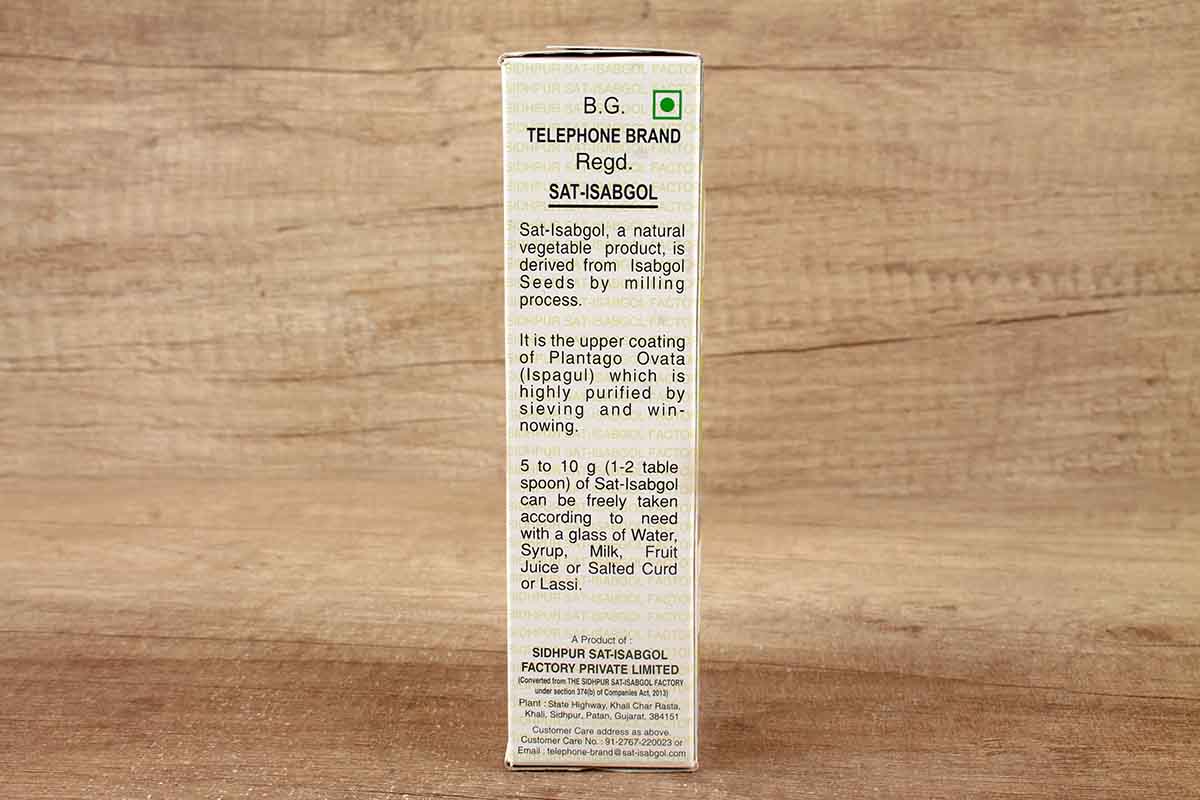 B.G.
TELEPHONE BRAND
Regd.
SAT-ISABGOL
Sat-Isabgol, a natural
vegetable product, is
derived from Isabgol
Seeds by milling
process.
It is the upper coating
of Plantago Ovata
(Ispagul) which is
highly purified by
sieving and win-
nowing.
5 to 10 g (1-2 table
spoon) of Sat-Isabgol
can be freely taken
according to need
with a glass of Water,
Syrup, Milk, Fruit
Juice or Salted Curd
or Lassi.
A Product of :
SIDHPUR SAT-ISABGOL
FACTORY PRIVATE LIMITED
(Converted from THE SIDHPUR SAT-ISABGOL FACTORY
under section 374(b) of Companies Act, 2013)
Plant : State Highway, Khali Char Rasta,
Khali, Sidhpur, Patan, Gujarat, 384151
Customer Care address as above.
Customer Care No. : 91-2767-220023 or
Email : telephone-brand@sat-isabgol.com